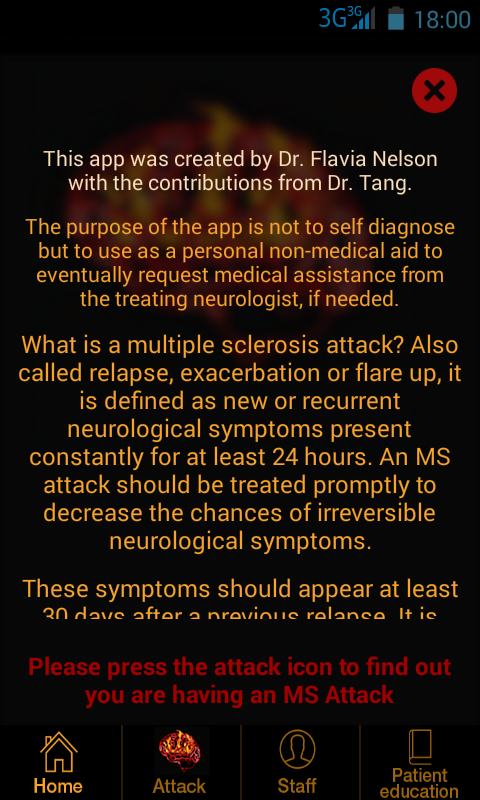 3G 3G 18:00
This app was created by Dr. Flavia Nelson
with the contributions from Dr. Tang.
The purpose of the app is not to self diagnose
but to use as a personal non-medical aid to
eventually request medical assistance from
the treating neurologist, if needed.
What is a multiple sclerosis attack? Also
called relapse, exacerbation or flare up, it
is defined as new or recurrent
neurological symptoms present
constantly for at least 24 hours. An MS
attack should be treated promptly to
decrease the chances of irreversible
neurological symptoms.
These symptoms should appear at least
30 days after a previous relapse. It is
Please press the attack icon to find out
you are having an MS Attack
Home Attack Staff Patient
education